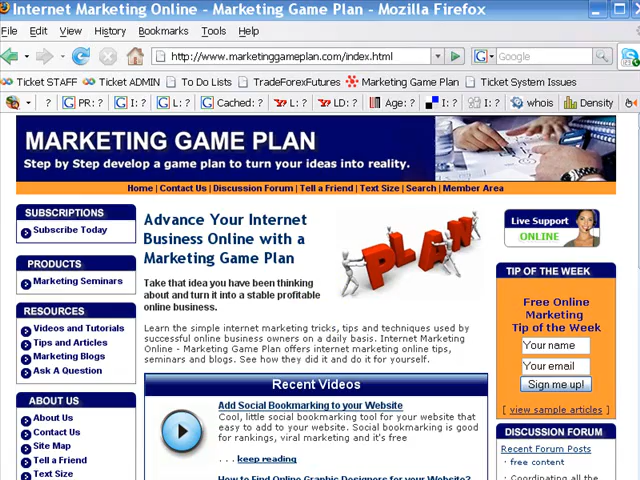 Internet Marketing Online - Marketing Game Plan - Mozilla Firefox
File Edit View History Bookmarks Tools Help
http://www.marketinggameplan.com/index.html Google
Ticket STAFF Ticket ADMIN To Do Lists TradeForexFutures Marketing Game Plan Ticket System Issues
? PR: ? I: ? L: ? Cached: ? L: ? LD: ? Age: ? I: ? I: ? whois Density
MARKETING GAME PLAN
Step by Step develop a game plan to turn your ideas into reality.
Home | Contact Us | Discussion Forum | Tell a Friend | Text Size | Search | Member Area
SUBSCRIPTIONS
Subscribe Today
PRODUCTS
Marketing Seminars
RESOURCES
Videos and Tutorials
Tips and Articles
Marketing Blogs
Ask A Question
ABOUT US
About Us
Contact Us
Site Map
Tell a Friend
Text Size
Advance Your Internet
Business Online with a
Marketing Game Plan
Take that idea you have been thinking
about and turn it into a stable profitable
online business.
PLAN
Learn the simple internet marketing tricks, tips and techniques used by
successful online business owners on a daily basis. Internet Marketing
Online - Marketing Game Plan offers internet marketing online tips,
seminars and blogs. See how they did it and do it for yourself.
Recent Videos
Add Social Bookmarking to your Website
Cool, little social bookmarking tool for your website that
easy to add to your website. Social bookmarking is good
for rankings, viral marketing and it's free
. . . keep reading
How to Find Online Graphic Designers for your Website?
Live Support
ONLINE
TIP OF THE WEEK
Free Online
Marketing
Tip of the Week
Your name
Your email
Sign me up!
[ view sample articles ]
DISCUSSION FORUM
Recent Forum Posts
· free content
· Coordinating all the